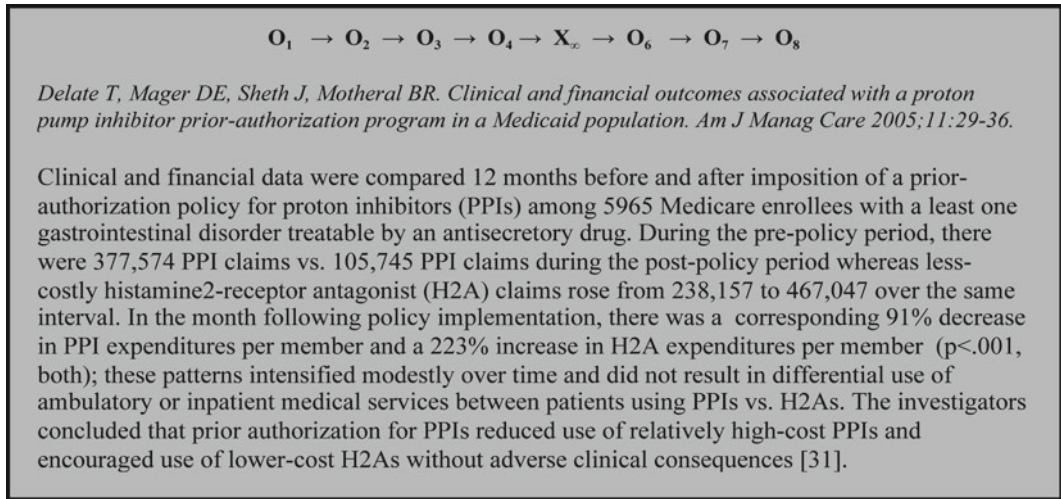 O₁ → O₂ → O₃ → O₄ → X∞ → O₆ → O₇ → O₈
Delate T, Mager DE, Sheth J, Motheral BR. Clinical and financial outcomes associated with a proton
pump inhibitor prior-authorization program in a Medicaid population. Am J Manag Care 2005;11:29-36.
Clinical and financial data were compared 12 months before and after imposition of a prior-
authorization policy for proton inhibitors (PPIs) among 5965 Medicare enrollees with a least one
gastrointestinal disorder treatable by an antisecretory drug. During the pre-policy period, there
were 377,574 PPI claims vs. 105,745 PPI claims during the post-policy period whereas less-
costly histamine2-receptor antagonist (H2A) claims rose from 238,157 to 467,047 over the same
interval. In the month following policy implementation, there was a corresponding 91% decrease
in PPI expenditures per member and a 223% increase in H2A expenditures per member (p<.001,
both); these patterns intensified modestly over time and did not result in differential use of
ambulatory or inpatient medical services between patients using PPIs vs. H2As. The investigators
concluded that prior authorization for PPIs reduced use of relatively high-cost PPIs and
encouraged use of lower-cost H2As without adverse clinical consequences [31].